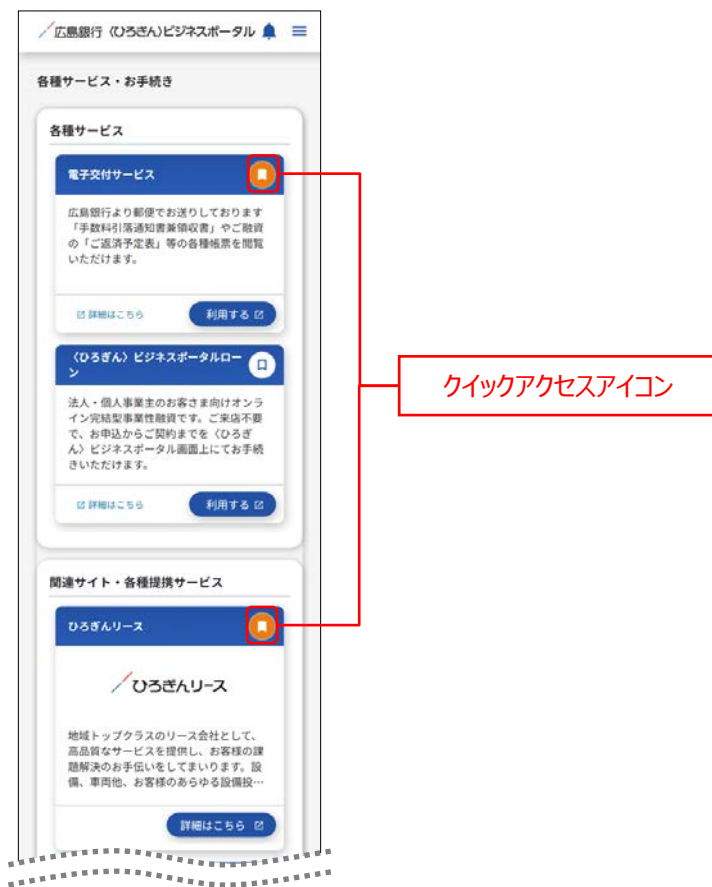 広島銀行 〈ひろぎん〉ビジネスポータル
各種サービス・お手続き
各種サービス
電子交付サービス
広島銀行より郵便でお送りしております
「手数料引落通知書兼領収書」やご融資
の「ご返済予定表」等の各種帳票を閲覧
いただけます。
詳細はこちら
利用する
〈ひろぎん〉ビジネスポータルロー
ン
法人・個人事業主のお客さま向けオンラ
イン完結型事業性融資です。ご来店不要
で、お申込からご契約までを〈ひろぎ
ん〉ビジネスポータル画面上にてお手続
きいただけます。
詳細はこちら
利用する
クイックアクセスアイコン
関連サイト・各種提携サービス
ひろぎんリース
ひろぎんリース
地域トップクラスのリース会社として、
高品質なサービスを提供し、お客様の課
題解決のお手伝いをしてまいります。設
備、車両他、お客様のあらゆる設備投…
詳細はこちら